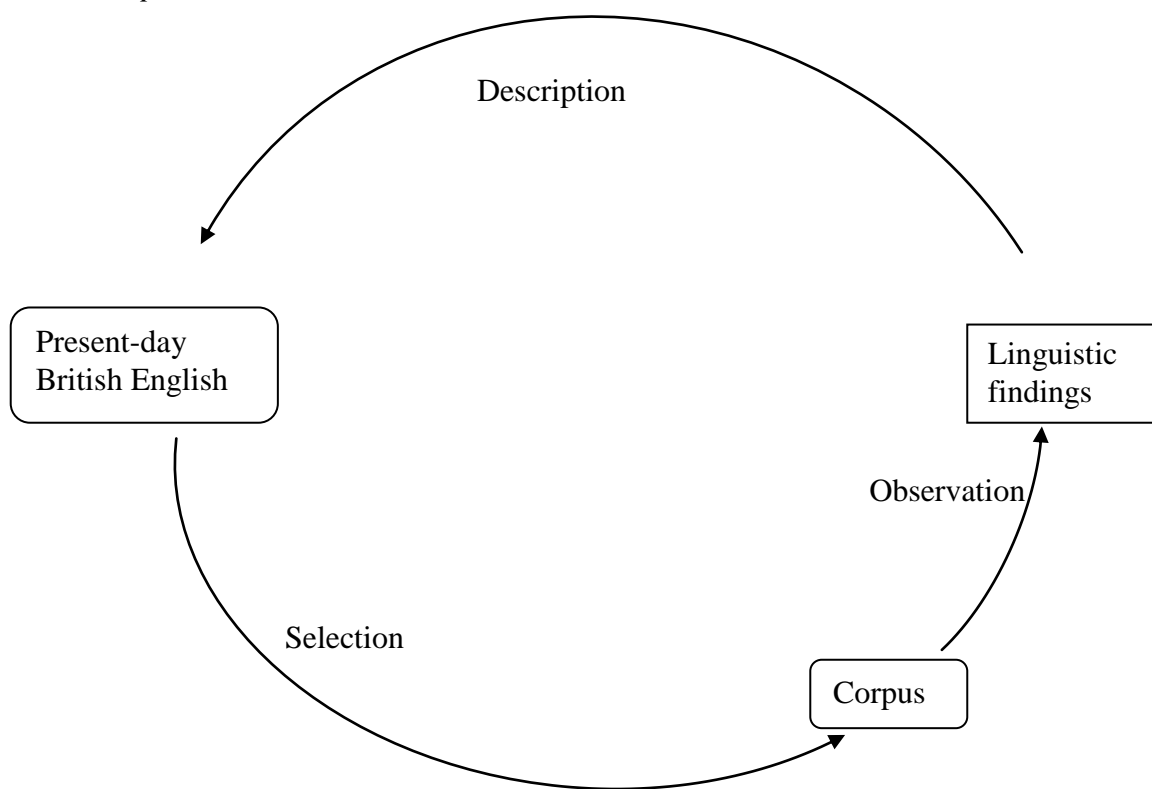 Description
Present-day
British English
Linguistic
findings
Observation
Selection
Corpus